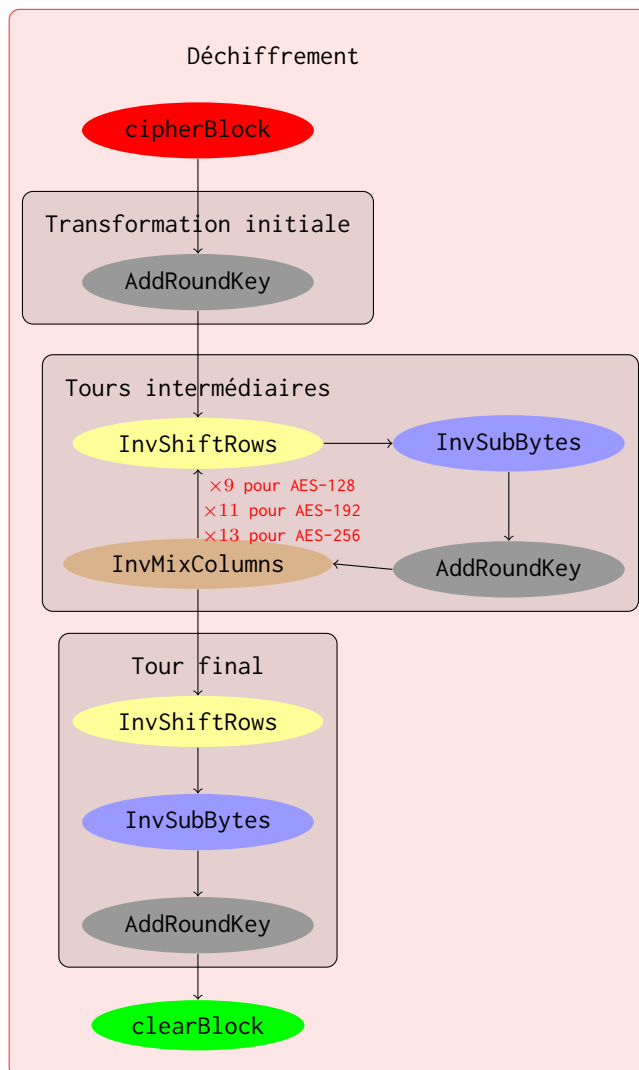 Déchiffrement
cipherBlock
Transformation initiale
AddRoundKey
Tours intermédiaires
InvShiftRows
InvSubBytes
×9 pour AES-128
×11 pour AES-192
×13 pour AES-256
InvMixColumns
AddRoundKey
Tour final
InvShiftRows
InvSubBytes
AddRoundKey
clearBlock